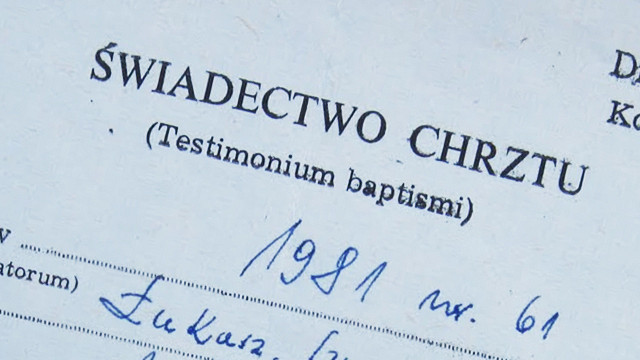 ŚWIADECTWO CHRZTU
(Testimonium baptismi)
1981 nr. 61
Łukasz